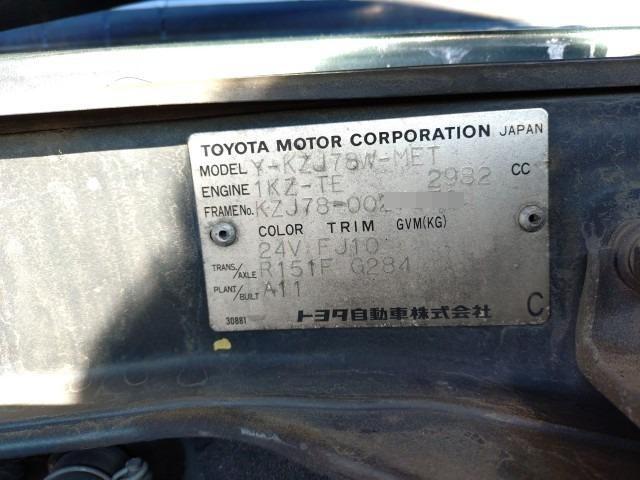 TOYOTA MOTOR CORPORATION JAPAN
MODEL Y-KZJ78W-MET
ENGINE 1KZ-TE 2982 CC
FRAME No. KZJ78-00
COLOR TRIM GVM(KG)
24V FJ10
TRANS./AXLE R151F G284
PLANT/BUILT A11
30881 トヨタ自動車株式会社 C